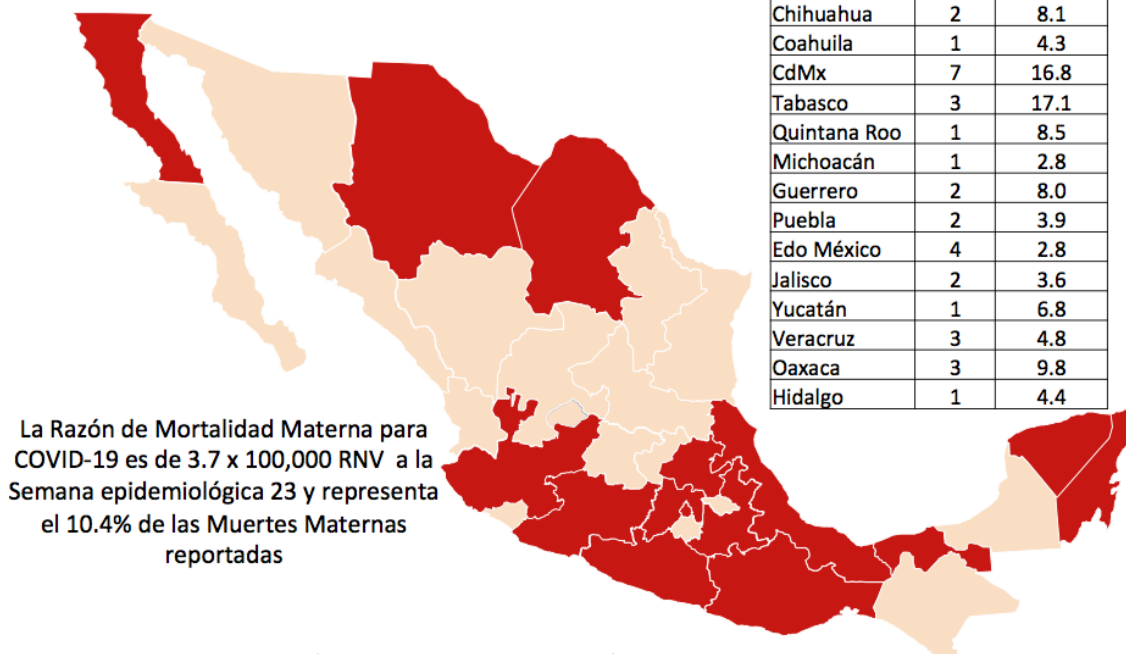 Chihuahua 2 8.1
Coahuila 1 4.3
CdMx 7 16.8
Tabasco 3 17.1
Quintana Roo 1 8.5
Michoacán 1 2.8
Guerrero 2 8.0
Puebla 2 3.9
Edo México 4 2.8
Jalisco 2 3.6
Yucatán 1 6.8
Veracruz 3 4.8
Oaxaca 3 9.8
Hidalgo 1 4.4
La Razón de Mortalidad Materna para
COVID-19 es de 3.7 x 100,000 RNV a la
Semana epidemiológica 23 y representa
el 10.4% de las Muertes Maternas
reportadas